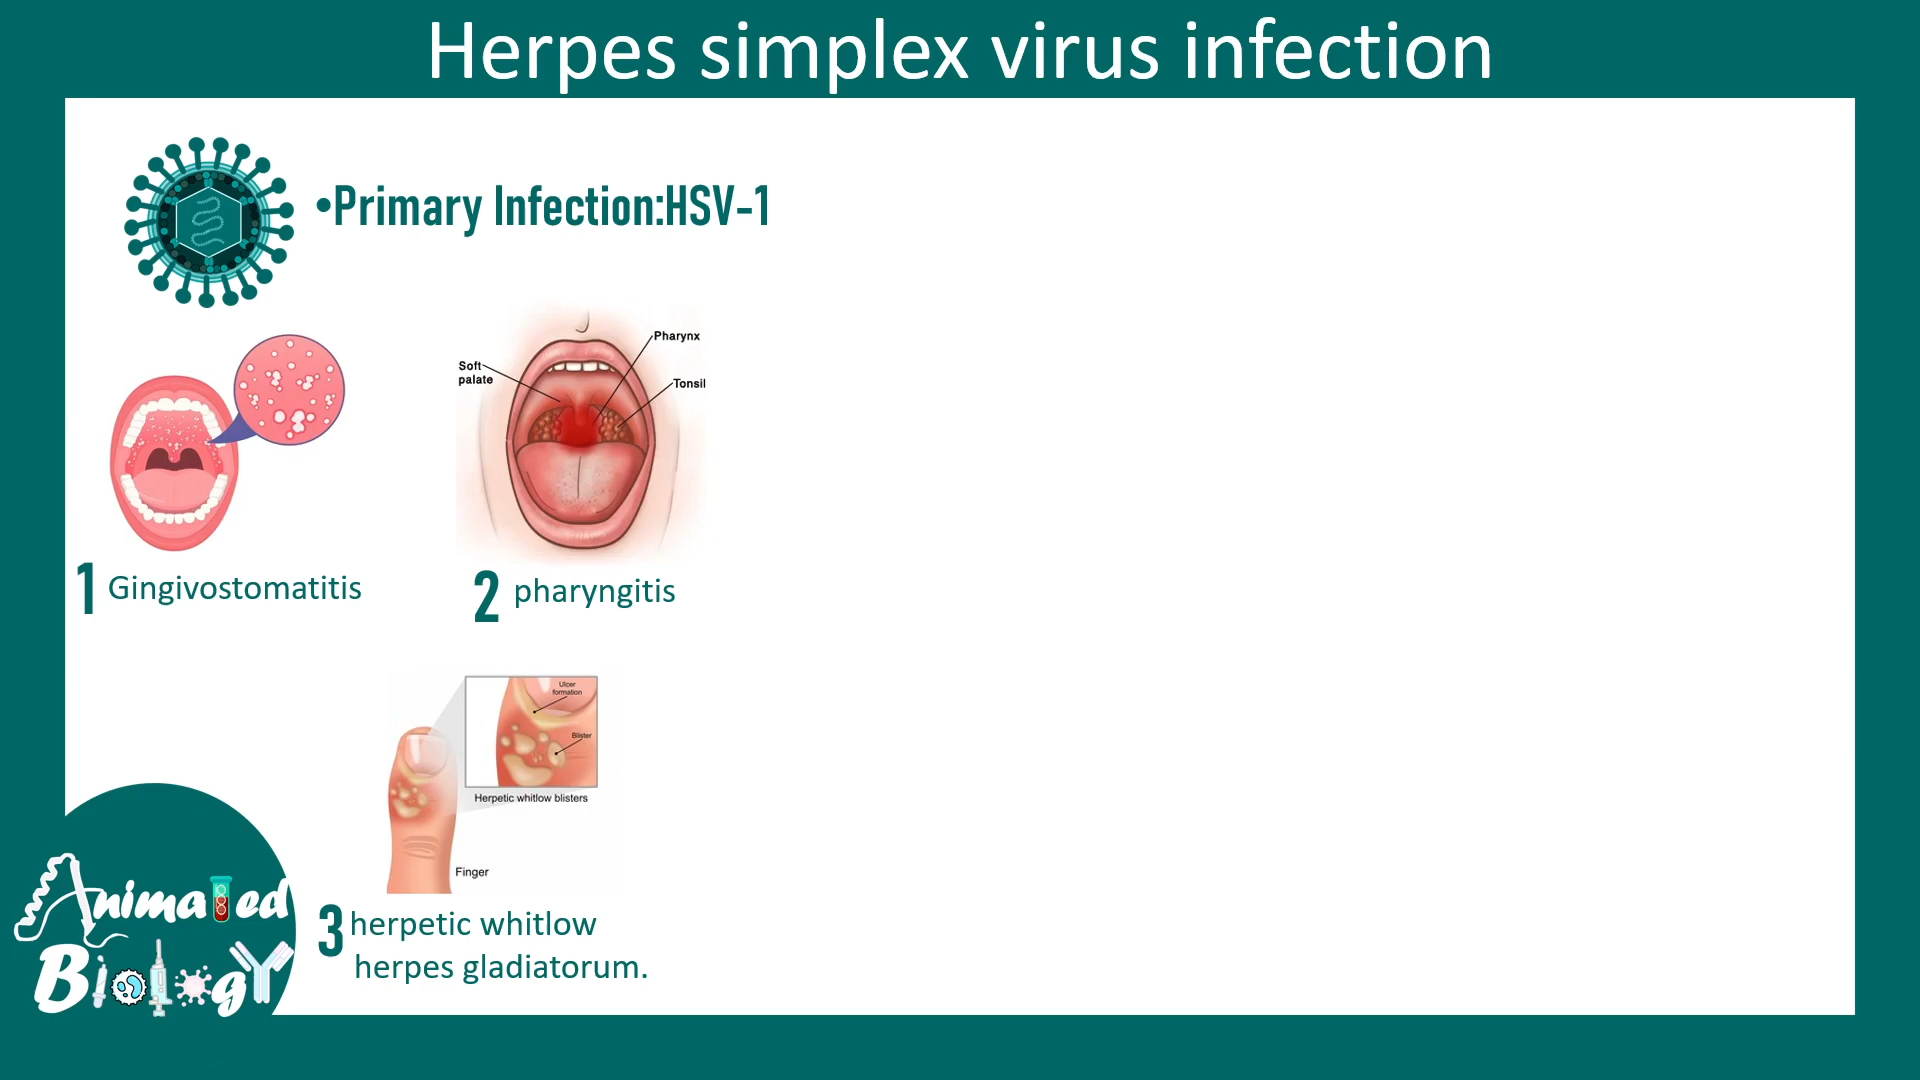 Herpes simplex virus infection
•Primary Infection:HSV-1
Soft
palate
Pharynx
Tonsil
1 Gingivostomatitis
2 pharyngitis
Ulcer
formation
Blister
Herpetic whitlow blisters
Finger
3 herpetic whitlow
herpes gladiatorum.
Animated
Biology